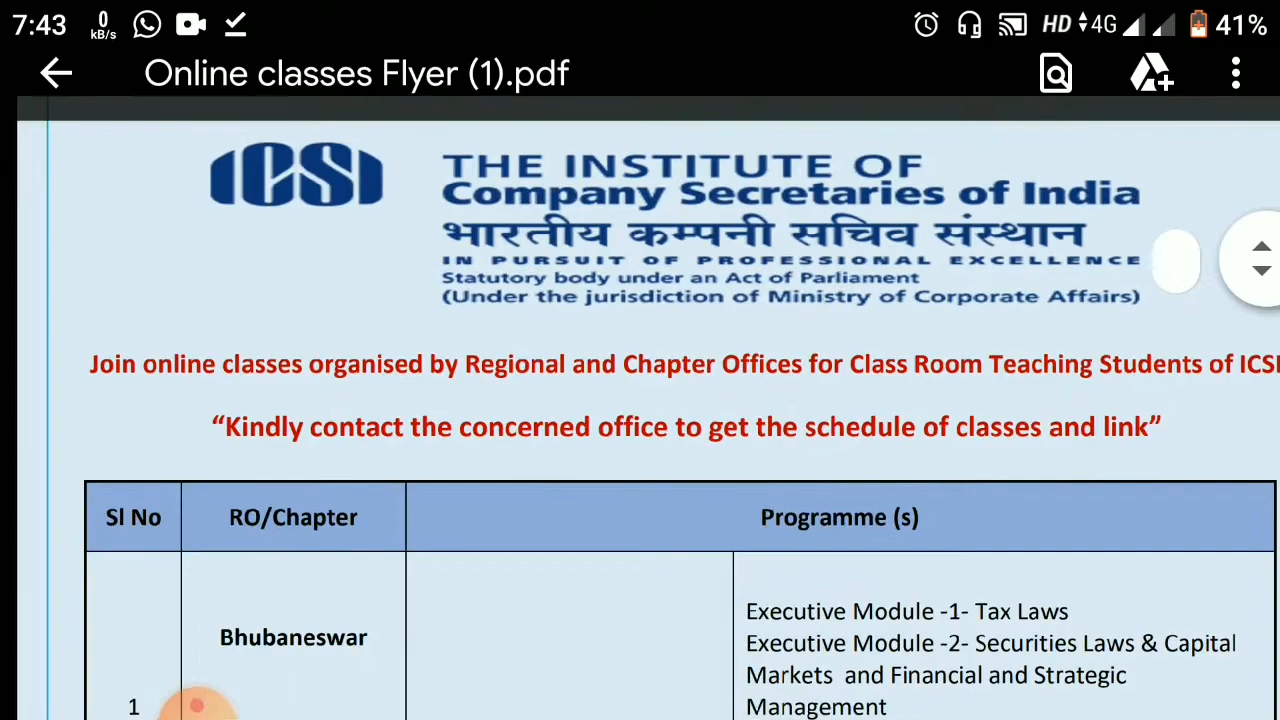 7:43
0
kB/s
HD 4G 41%
Online classes Flyer (1).pdf
ICSI
THE INSTITUTE OF
Company Secretaries of India
भारतीय कम्पनी सचिव संस्थान
IN PURSUIT OF PROFESSIONAL EXCELLENCE
Statutory body under an Act of Parliament
(Under the jurisdiction of Ministry of Corporate Affairs)
Join online classes organised by Regional and Chapter Offices for Class Room Teaching Students of ICSI
“Kindly contact the concerned office to get the schedule of classes and link”
Sl No RO/Chapter Programme (s)
1
Bhubaneswar
Executive Module -1- Tax Laws
Executive Module -2- Securities Laws & Capital
Markets and Financial and Strategic
Management